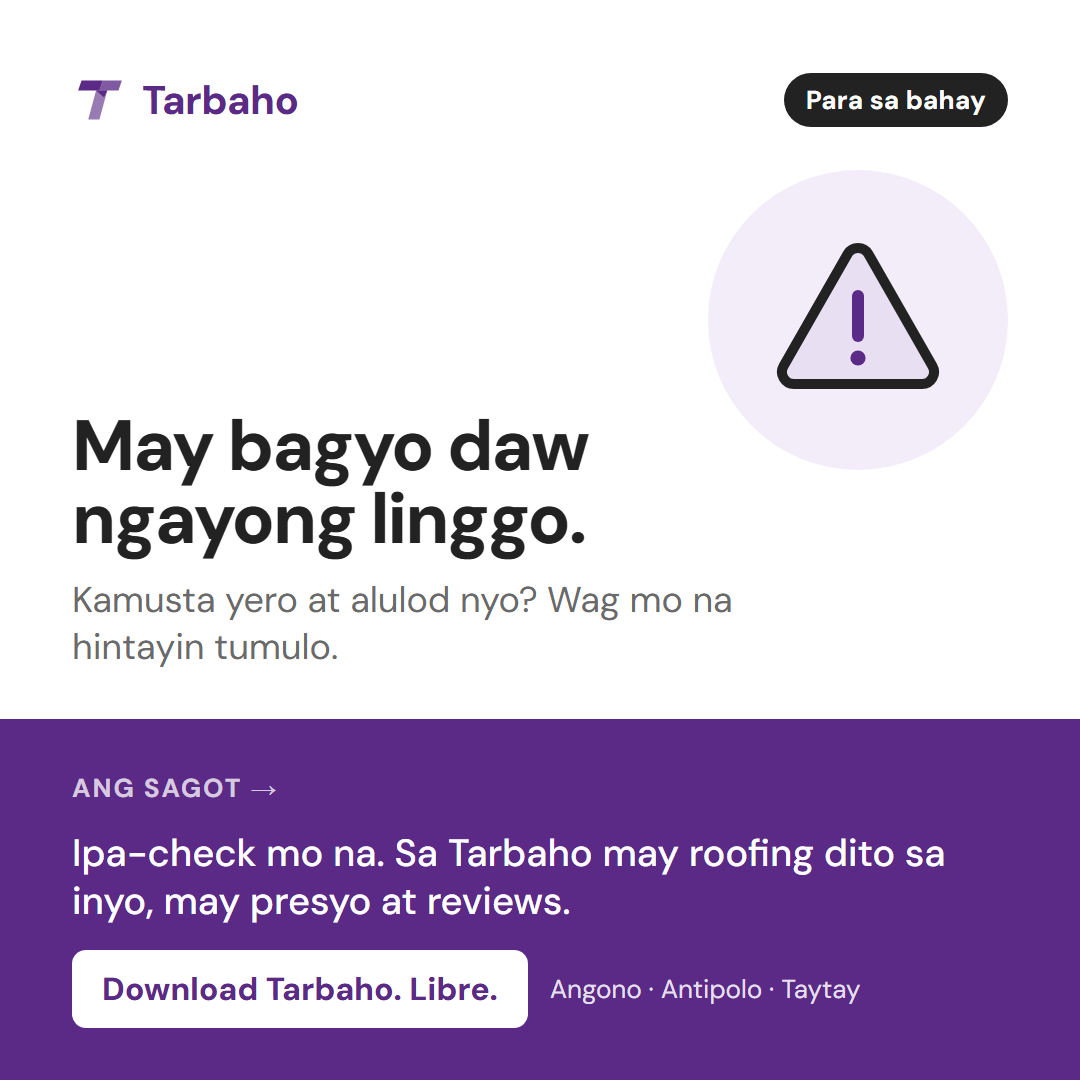 Tarbaho
Para sa bahay
May bagyo daw
ngayong linggo.
Kamusta yero at alulod nyo? Wag mo na
hintayin tumulo.
ANG SAGOT →
Ipa-check mo na. Sa Tarbaho may roofing dito sa
inyo, may presyo at reviews.
Download Tarbaho. Libre.
Angono · Antipolo · Taytay